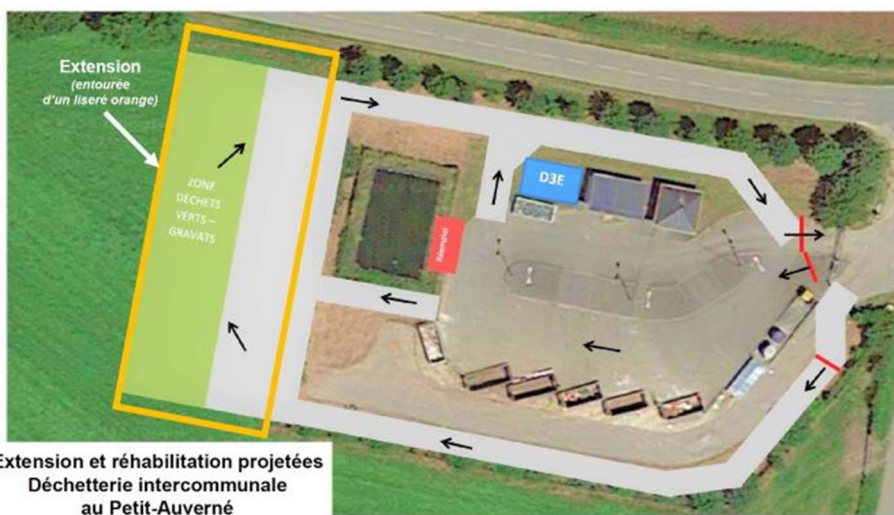 Extension
(entourée
d'un liseré orange)
ZONE
DECHETS
VERTS –
GRAVATS
D3E
Réemploi
Extension et réhabilitation projetées
Déchetterie intercommunale
au Petit-Auverné